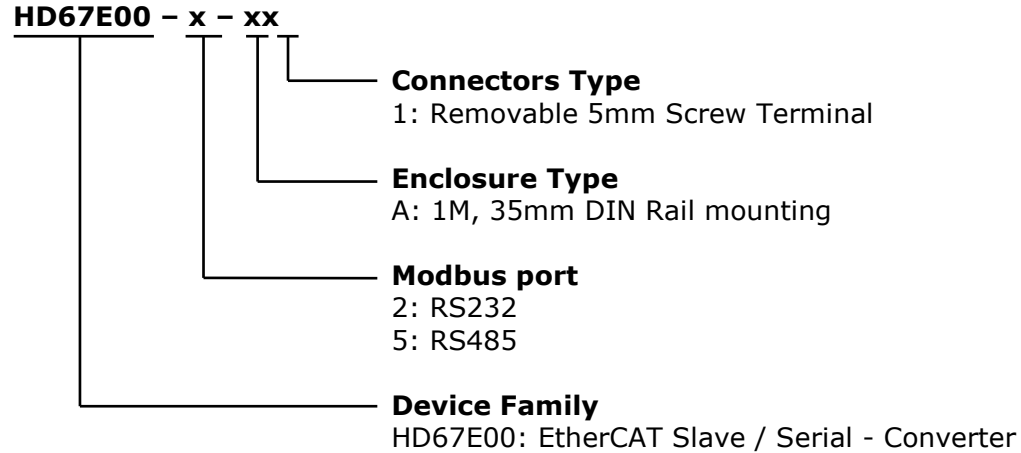 HD67E00 – x – xx
Connectors Type
1: Removable 5mm Screw Terminal
Enclosure Type
A: 1M, 35mm DIN Rail mounting
Modbus port
2: RS232
5: RS485
Device Family
HD67E00: EtherCAT Slave / Serial - Converter